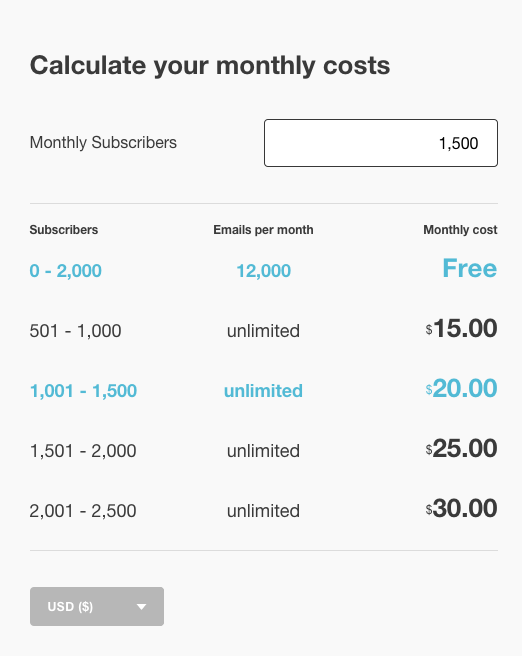 Calculate your monthly costs
Monthly Subscribers 1,500
Subscribers Emails per month Monthly cost
0 - 2,000 12,000 Free
501 - 1,000 unlimited $15.00
1,001 - 1,500 unlimited $20.00
1,501 - 2,000 unlimited $25.00
2,001 - 2,500 unlimited $30.00
USD ($)